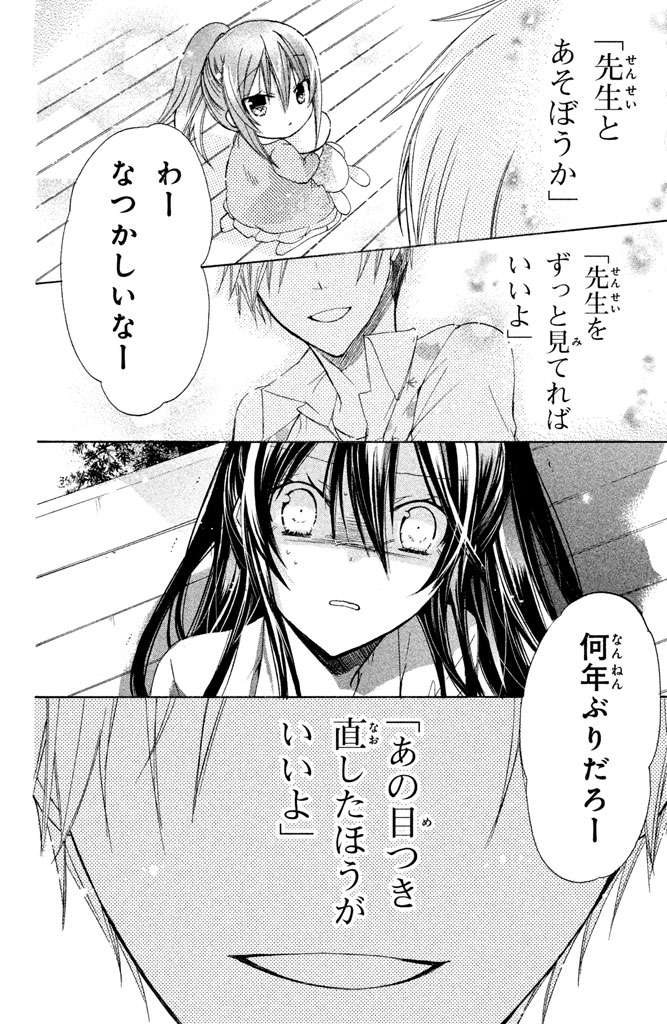 「先生と
あそぼうか」
わー
なつかしいなー
「先生を
ずっと見てれば
いいよ」
何年ぶりだろー
「あの目つき
直したほうが
いいよ」